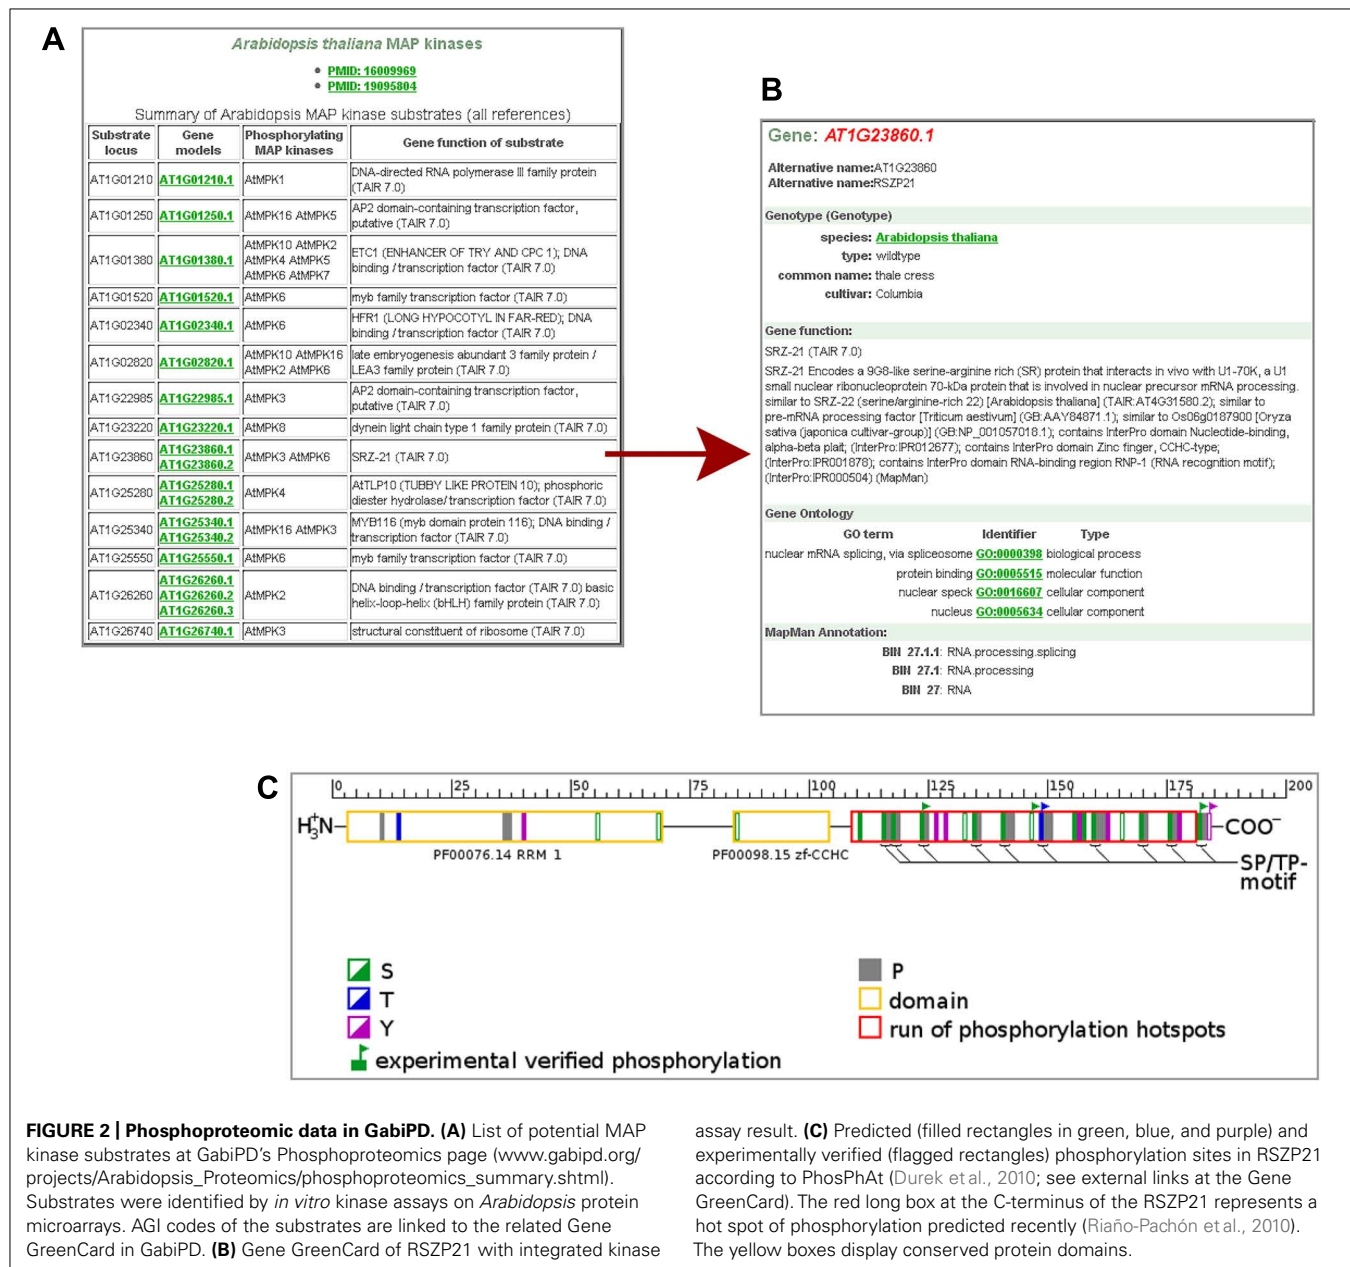 A
Arabidopsis thaliana MAP kinases
PMID: 16009969
PMID: 19095804
Summary of Arabidopsis MAP kinase substrates (all references)
Substrate locus Gene models Phosphorylating MAP kinases Gene function of substrate
AT1G01210 AT1G01210.1 AtMPK1 DNA-directed RNA polymerase III family protein (TAIR 7.0)
AT1G01250 AT1G01250.1 AtMPK16 AtMPK5 AP2 domain-containing transcription factor, putative (TAIR 7.0)
AT1G01380 AT1G01380.1 AtMPK10 AtMPK2 AtMPK4 AtMPK5 AtMPK6 AtMPK7 ETC1 (ENHANCER OF TRY AND CPC 1); DNA binding / transcription factor (TAIR 7.0)
AT1G01520 AT1G01520.1 AtMPK6 myb family transcription factor (TAIR 7.0)
AT1G02340 AT1G02340.1 AtMPK6 HFR1 (LONG HYPOCOTYL IN FAR-RED); DNA binding / transcription factor (TAIR 7.0)
AT1G02820 AT1G02820.1 AtMPK10 AtMPK16 AtMPK2 AtMPK6 late embryogenesis abundant 3 family protein / LEA3 family protein (TAIR 7.0)
AT1G22985 AT1G22985.1 AtMPK3 AP2 domain-containing transcription factor, putative (TAIR 7.0)
AT1G23220 AT1G23220.1 AtMPK8 dynein light chain type 1 family protein (TAIR 7.0)
AT1G23860 AT1G23860.1 AT1G23860.2 AtMPK3 AtMPK6 SRZ-21 (TAIR 7.0)
AT1G25280 AT1G25280.1 AT1G25280.2 AtMPK4 AtTLP10 (TUBBY LIKE PROTEIN 10); phosphoric diester hydrolase/ transcription factor (TAIR 7.0)
AT1G25340 AT1G25340.1 AT1G25340.2 AtMPK16 AtMPK3 MYB116 (myb domain protein 116); DNA binding / transcription factor (TAIR 7.0)
AT1G25550 AT1G25550.1 AtMPK6 myb family transcription factor (TAIR 7.0)
AT1G26260 AT1G26260.1 AT1G26260.2 AT1G26260.3 AtMPK2 DNA binding / transcription factor (TAIR 7.0) basic helix-loop-helix (bHLH) family protein (TAIR 7.0)
AT1G26740 AT1G26740.1 AtMPK3 structural constituent of ribosome (TAIR 7.0)
B
Gene: AT1G23860.1
Alternative name:AT1G23860
Alternative name:RSZP21
Genotype (Genotype)
species: Arabidopsis thaliana
type: wildtype
common name: thale cress
cultivar: Columbia
Gene function:
SRZ-21 (TAIR 7.0)
SRZ-21 Encodes a 9G8-like serine-arginine rich (SR) protein that interacts in vivo with U1-70K, a U1
small nuclear ribonucleoprotein 70-kDa protein that is involved in nuclear precursor mRNA processing.
similar to SRZ-22 (serine/arginine-rich 22) [Arabidopsis thaliana] (TAIR:AT4G31580.2); similar to
pre-mRNA processing factor [Triticum aestivum] (GB:AAY84871.1); similar to Os06g0187900 [Oryza
sativa (japonica cultivar-group)] (GB:NP_001057018.1); contains InterPro domain Nucleotide-binding,
alpha-beta plait; (InterPro:IPR012677); contains InterPro domain Zinc finger, CCHC-type;
(InterPro:IPR001878); contains InterPro domain RNA-binding region RNP-1 (RNA recognition motif);
(InterPro:IPR000504) (MapMan)
Gene Ontology
GO term Identifier Type
nuclear mRNA splicing, via spliceosome GO:0000398 biological process
protein binding GO:0005515 molecular function
nuclear speck GO:0016607 cellular component
nucleus GO:0005634 cellular component
MapMan Annotation:
BIN 27.1.1: RNA.processing.splicing
BIN 27.1: RNA.processing
BIN 27: RNA
C
0 25 50 75 100 125 150 175 200
H3+N COO−
PF00076.14 RRM_1 PF00098.15 zf-CCHC
SP/TP-
motif
S
T
Y
experimental verified phosphorylation
P
domain
run of phosphorylation hotspots
FIGURE 2 | Phosphoproteomic data in GabiPD. (A) List of potential MAP
kinase substrates at GabiPD's Phosphoproteomics page (www.gabipd.org/
projects/Arabidopsis_Proteomics/phosphoproteomics_summary.shtml).
Substrates were identified by in vitro kinase assays on Arabidopsis protein
microarrays. AGI codes of the substrates are linked to the related Gene
GreenCard in GabiPD. (B) Gene GreenCard of RSZP21 with integrated kinase
assay result. (C) Predicted (filled rectangles in green, blue, and purple) and
experimentally verified (flagged rectangles) phosphorylation sites in RSZP21
according to PhosPhAt (Durek et al., 2010; see external links at the Gene
GreenCard). The red long box at the C-terminus of the RSZP21 represents a
hot spot of phosphorylation predicted recently (Riaño-Pachón et al., 2010).
The yellow boxes display conserved protein domains.